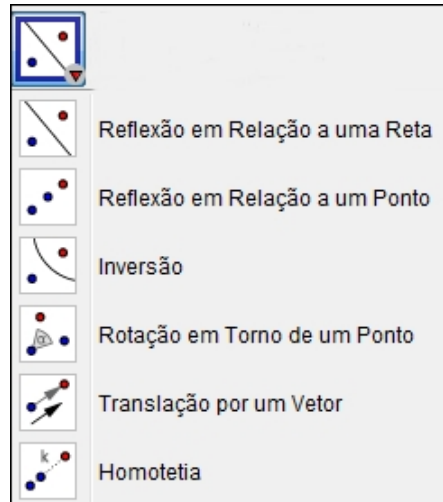 Reflexão em Relação a uma Reta
Reflexão em Relação a um Ponto
Inversão
α
Rotação em Torno de um Ponto
Translação por um Vetor
k
Homotetia